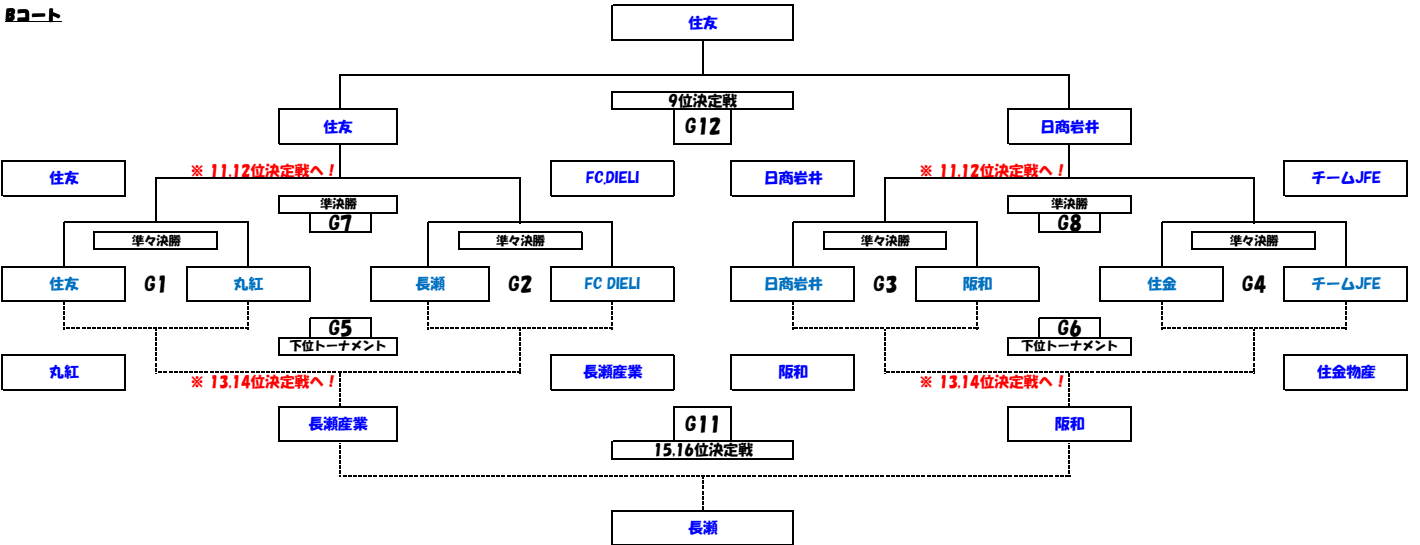 Bコート
住友
9位決定戦
住友
G12
日商岩井
住友
※ 11.12位決定戦へ！
FC.DIELI
日商岩井
※ 11.12位決定戦へ！
チームJFE
準決勝
準決勝
G7
G8
準々決勝
準々決勝
準々決勝
準々決勝
住友
G1
丸紅
長瀬
G2
FC DIELI
日商岩井
G3
阪和
住金
G4
チームJFE
G5
G6
下位トーナメント
下位トーナメント
丸紅
※ 13.14位決定戦へ！
長瀬産業
阪和
※ 13.14位決定戦へ！
住金物産
長瀬産業
G11
阪和
15.16位決定戦
長瀬